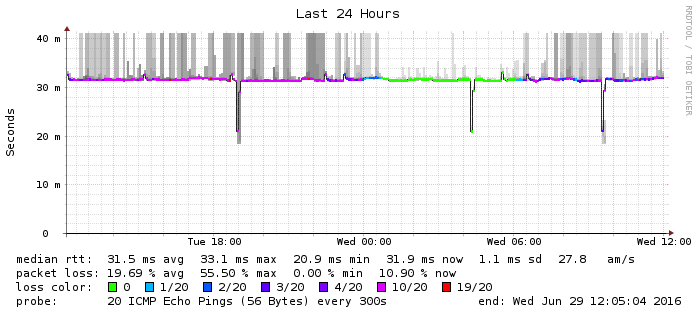 Last 24 Hours
RRDTOOL / TOBI OETIKER
Seconds
40 m
30 m
20 m
10 m
0
Tue 18:00 Wed 00:00 Wed 06:00 Wed 12:00
median rtt: 31.5 ms avg 33.1 ms max 20.9 ms min 31.9 ms now 1.1 ms sd 27.8 am/s
packet loss: 19.69 % avg 55.50 % max 0.00 % min 10.90 % now
loss color: 0 1/20 2/20 3/20 4/20 10/20 19/20
probe: 20 ICMP Echo Pings (56 Bytes) every 300s end: Wed Jun 29 12:05:04 2016